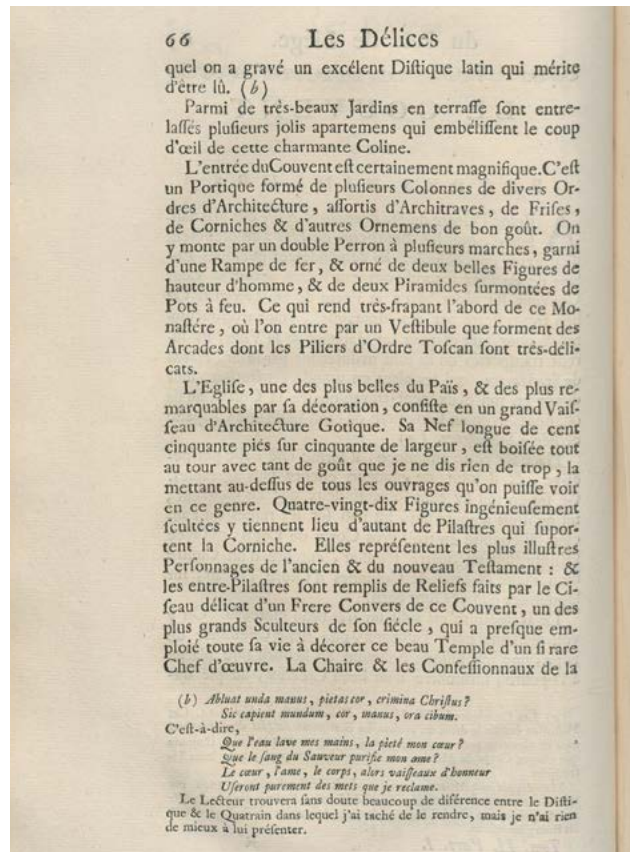 66 Les Délices
quel on a gravé un excélent Diſtique latin qui mérite
d'être lû. (b)
Parmi de très-beaux Jardins en terraſſe ſont entre-
laſſés pluſieurs jolis apartemens qui embéliſſent le coup
d'œil de cette charmante Coline.
L'entrée duCouvent eſt certainement magnifique.C'eſt
un Portique formé de pluſieurs Colonnes de divers Or-
dres d'Architecture, aſſortis d'Architraves, de Friſes,
de Corniches & d'autres Ornemens de bon goût. On
y monte par un double Perron à pluſieurs marches, garni
d'une Rampe de fer, & orné de deux belles Figures de
hauteur d'homme, & de deux Piramides ſurmontées de
Pots à feu. Ce qui rend très-frapant l'abord de ce Mo-
naſtére, où l'on entre par un Veſtibule que forment des
Arcades dont les Piliers d'Ordre Toſcan ſont très-déli-
cats.
L'Egliſe, une des plus belles du Païs, & des plus re-
marquables par ſa décoration, conſiſte en un grand Vaiſ-
ſeau d'Architecture Gotique. Sa Nef longue de cent
cinquante piés ſur cinquante de largeur, eſt boiſée tout
au tour avec tant de goût que je ne dis rien de trop, la
mettant au-deſſus de tous les ouvrages qu'on puiſſe voir
en ce genre. Quatre-vingt-dix Figures ingénieuſement
ſcultées y tiennent lieu d'autant de Pilaſtres qui ſupor-
tent la Corniche. Elles repréſentent les plus illuſtres
Perſonnages de l'ancien & du nouveau Teſtament : &
les entre-Pilaſtres ſont remplis de Reliefs faits par le Ci-
ſeau délicat d'un Frere Convers de ce Couvent, un des
plus grands Sculteurs de ſon ſiécle, qui a preſque em-
ploié toute ſa vie à décorer ce beau Temple d'un ſi rare
Chef d'œuvre. La Chaire & les Confeſſionnaux de la
(b) Abluat unda manus, pietas cor, crimina Chriſtus?
Sic capient mundum, cor, manus, ora cibum.
C'eſt-à-dire,
Que l'eau lave mes mains, la pieté mon cœur?
Que le ſang du Sauveur purifie mon ame?
Le cœur, l'ame, le corps, alors vaiſſeaux d'honneur
Uſeront purement des mets que je reclame.
Le Lecteur trouvera ſans doute beaucoup de diférence entre le Diſti-
que & le Quatrain dans lequel j'ai taché de le rendre, mais je n'ai rien
de mieux à lui préſenter.